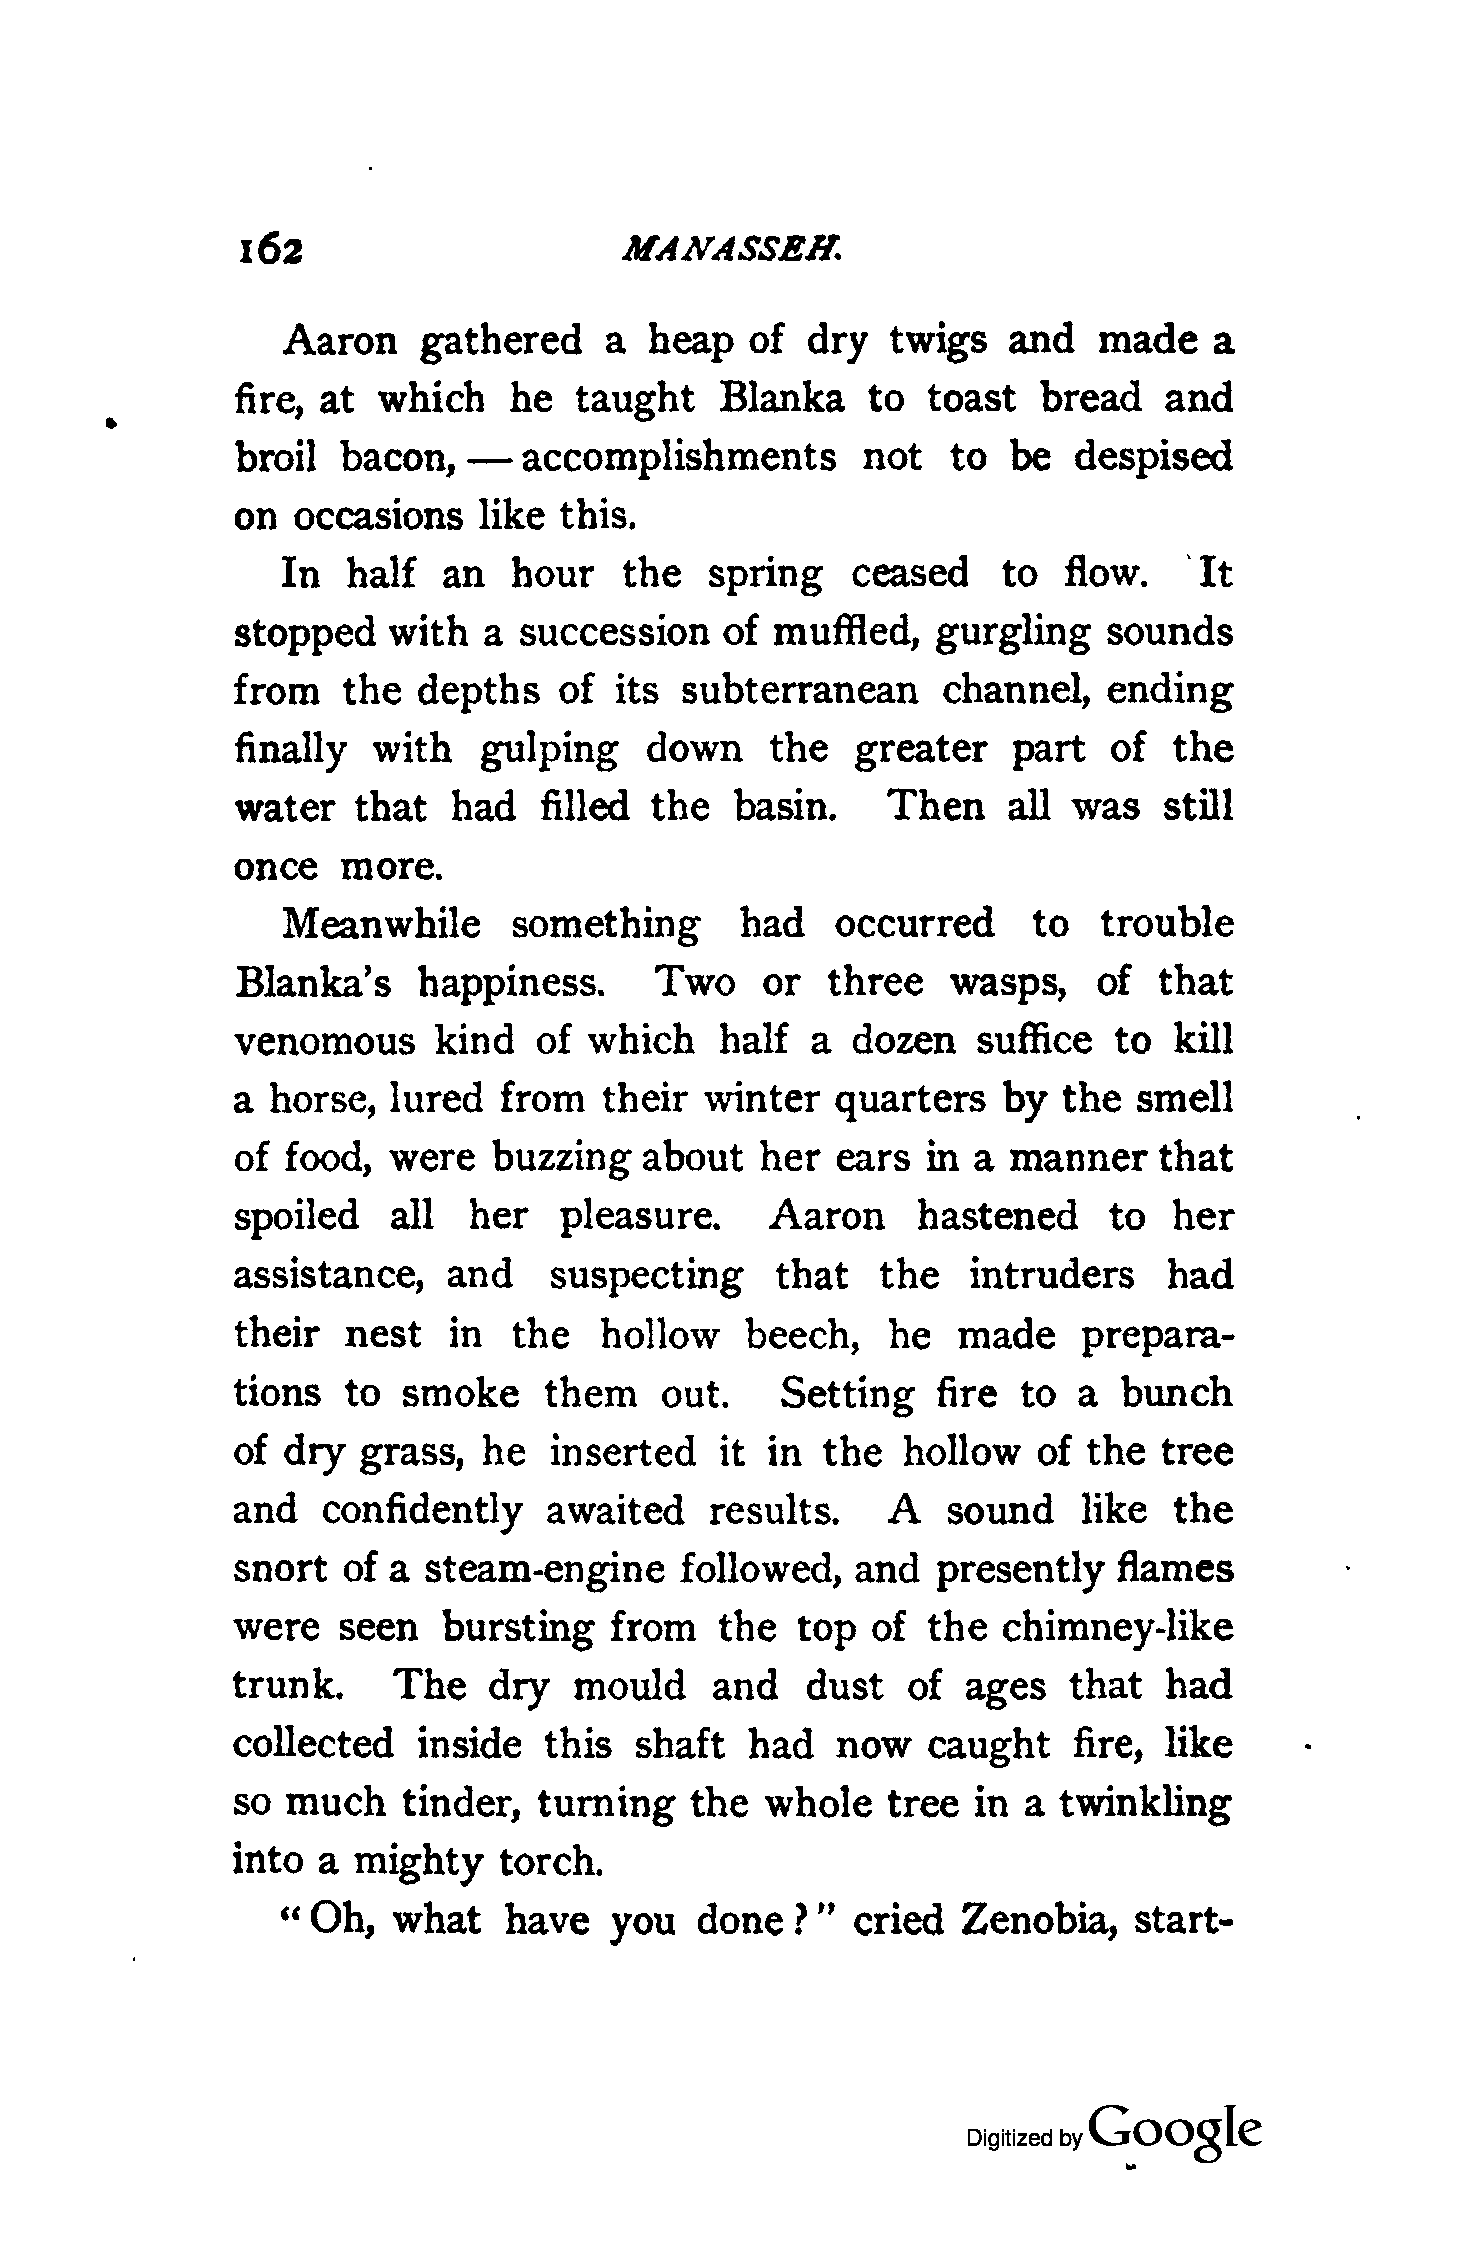 162 MANASSEH.
Aaron gathered a heap of dry twigs and made a
fire, at which he taught Blanka to toast bread and
broil bacon, — accomplishments not to be despised
on occasions like this.
In half an hour the spring ceased to flow. It
stopped with a succession of muffled, gurgling sounds
from the depths of its subterranean channel, ending
finally with gulping down the greater part of the
water that had filled the basin. Then all was still
once more.
Meanwhile something had occurred to trouble
Blanka's happiness. Two or three wasps, of that
venomous kind of which half a dozen suffice to kill
a horse, lured from their winter quarters by the smell
of food, were buzzing about her ears in a manner that
spoiled all her pleasure. Aaron hastened to her
assistance, and suspecting that the intruders had
their nest in the hollow beech, he made prepara-
tions to smoke them out. Setting fire to a bunch
of dry grass, he inserted it in the hollow of the tree
and confidently awaited results. A sound like the
snort of a steam-engine followed, and presently flames
were seen bursting from the top of the chimney-like
trunk. The dry mould and dust of ages that had
collected inside this shaft had now caught fire, like
so much tinder, turning the whole tree in a twinkling
into a mighty torch.
"Oh, what have you done?" cried Zenobia, start-
Digitized by Google